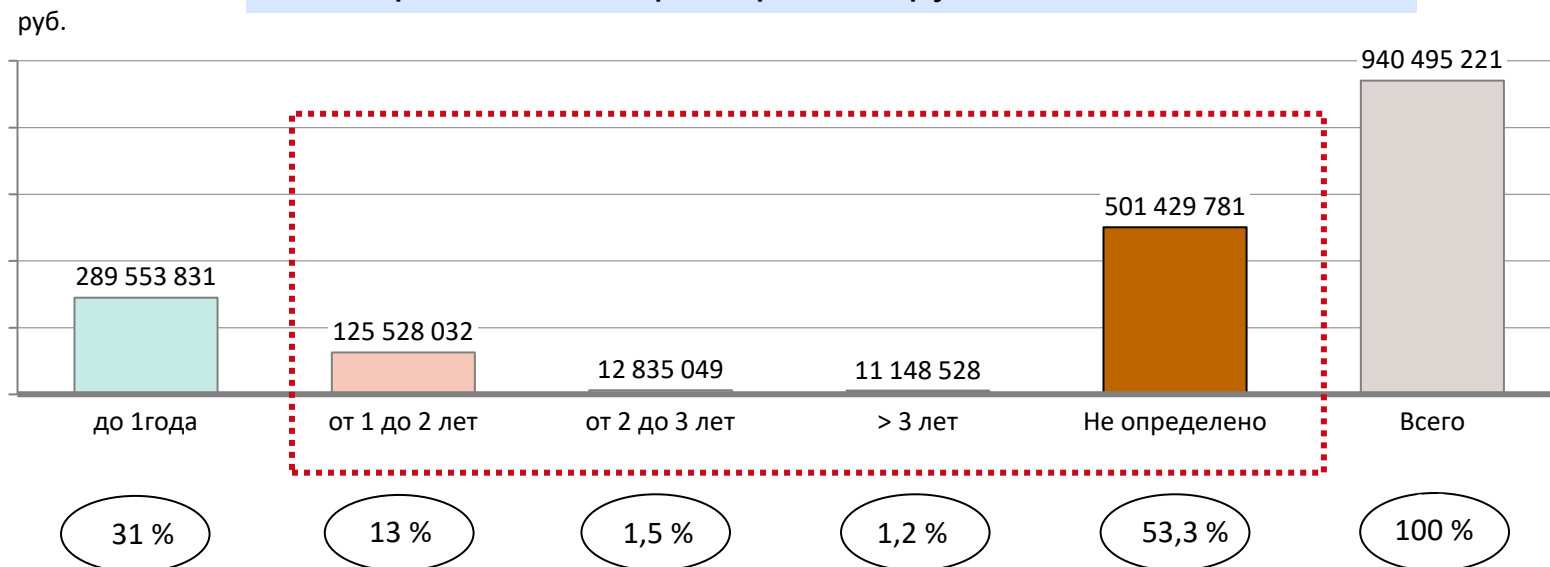 руб.
940 495 221
501 429 781
289 553 831
125 528 032
12 835 049
11 148 528
до 1года
от 1 до 2 лет
от 2 до 3 лет
> 3 лет
Не определено
Всего
31 %
13 %
1,5 %
1,2 %
53,3 %
100 %